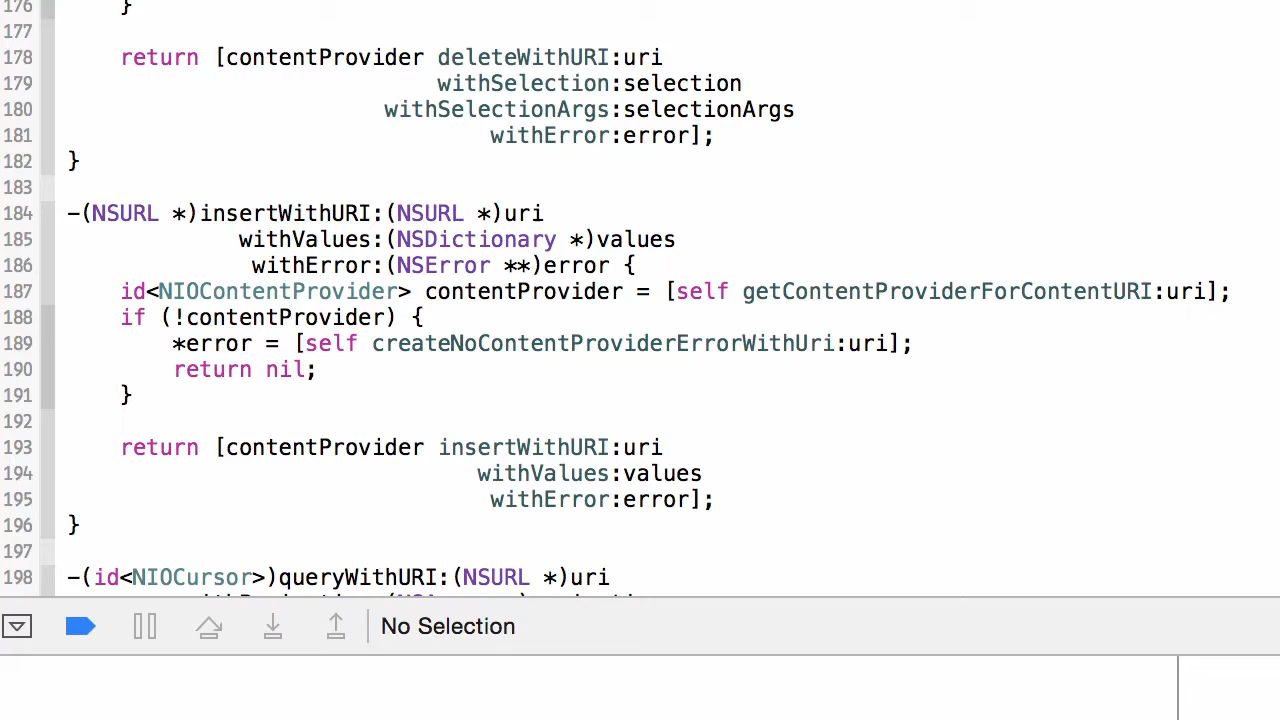 176     }
177
178     return [contentProvider deleteWithURI:uri
179                             withSelection:selection
180                         withSelectionArgs:selectionArgs
181                                 withError:error];
182 }
183
184 -(NSURL *)insertWithURI:(NSURL *)uri
185              withValues:(NSDictionary *)values
186               withError:(NSError **)error {
187     id<NIOContentProvider> contentProvider = [self getContentProviderForContentURI:uri];
188     if (!contentProvider) {
189         *error = [self createNoContentProviderErrorWithUri:uri];
190         return nil;
191     }
192
193     return [contentProvider insertWithURI:uri
194                                withValues:values
195                                 withError:error];
196 }
197
198 -(id<NIOCursor>)queryWithURI:(NSURL *)uri
No Selection